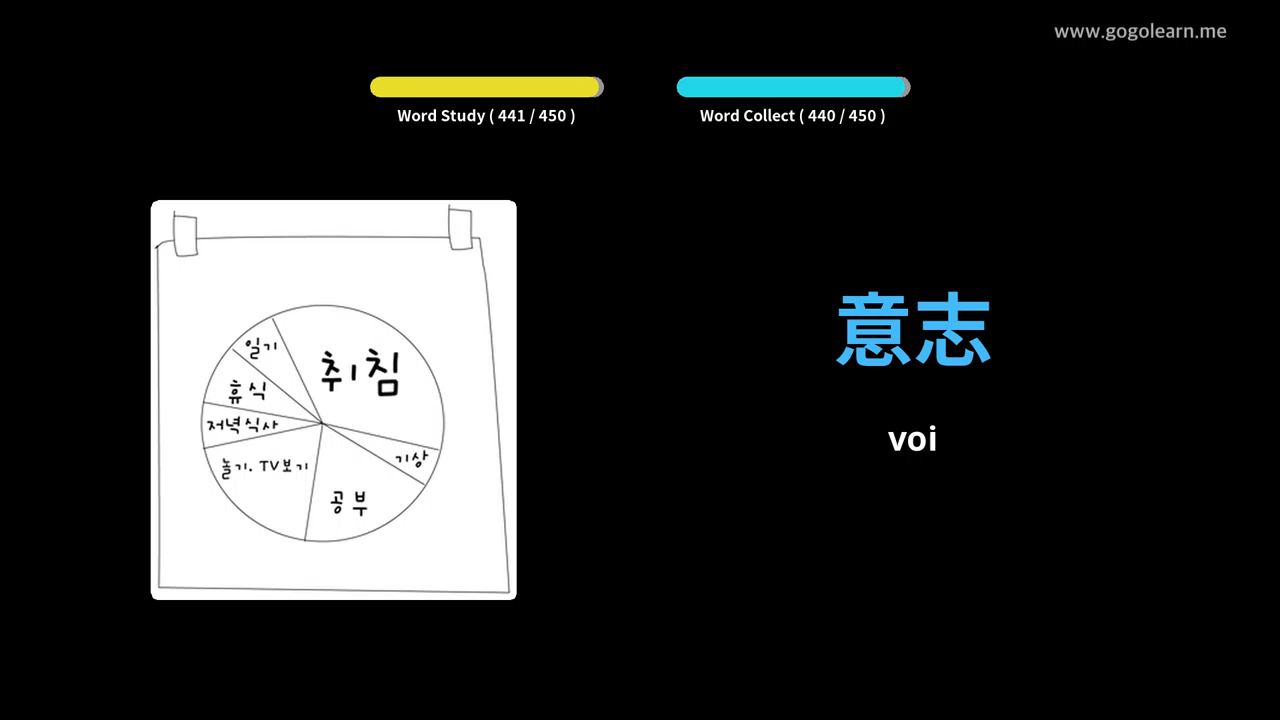 www.gogolearn.me
Word Study ( 441 / 450 )
Word Collect ( 440 / 450 )
일기
취침
휴식
저녁식사
놀기. TV보기
기상
공부
意志
voi